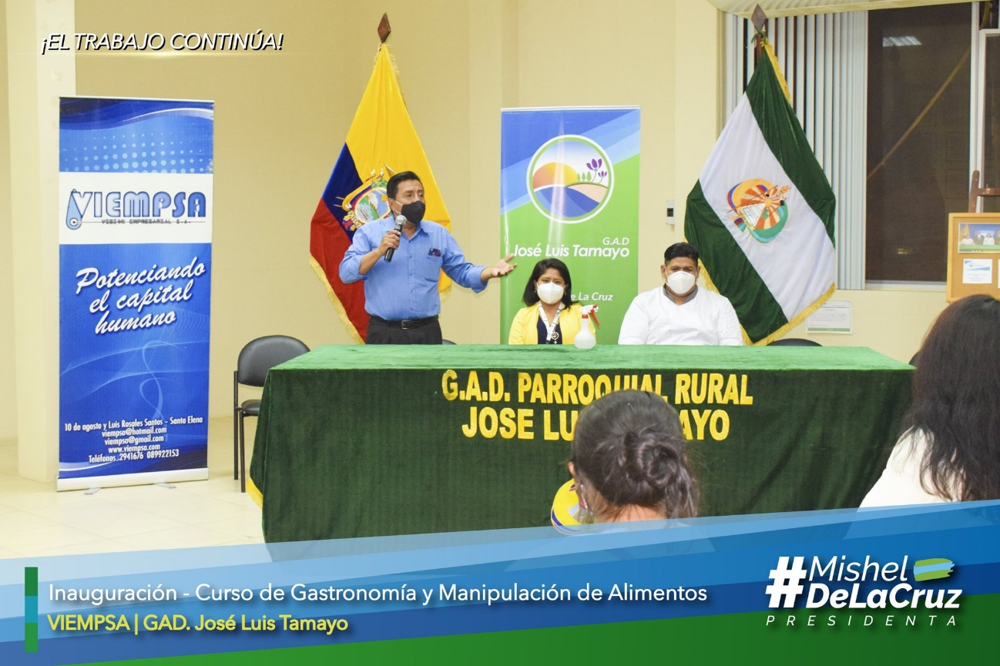 ¡EL TRABAJO CONTINÚA!
VIEMPSA
VISION EMPRESARIAL S.A.
Potenciando
el capital
humano
10 de agosto y Luis Rosales Santos - Santa Elena
viempsa@hotmail.com
viempsa@gmail.com
www.viempsa.com
Teléfonos 2941676 089922153
G.A.D
José Luis Tamayo
e La Cruz
G.A.D. PARROQUIAL RURAL
JOSE LU AYO
Inauguración - Curso de Gastronomía y Manipulación de Alimentos
VIEMPSA | GAD. José Luis Tamayo
#Mishel
DeLaCruz
PRESIDENTA